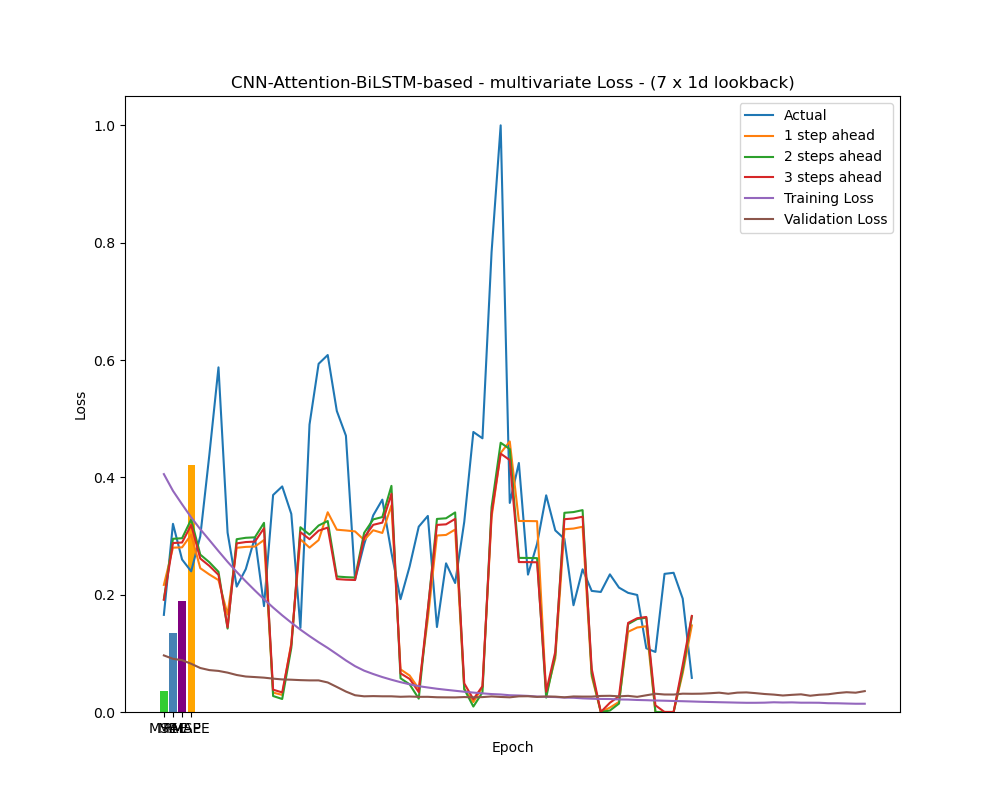 CNN-Attention-BiLSTM-based - multivariate Loss - (7 x 1d lookback)
Actual
1 step ahead
2 steps ahead
3 steps ahead
Training Loss
Validation Loss
1.0
0.8
0.6
0.4
0.2
0.0
Loss
Epoch